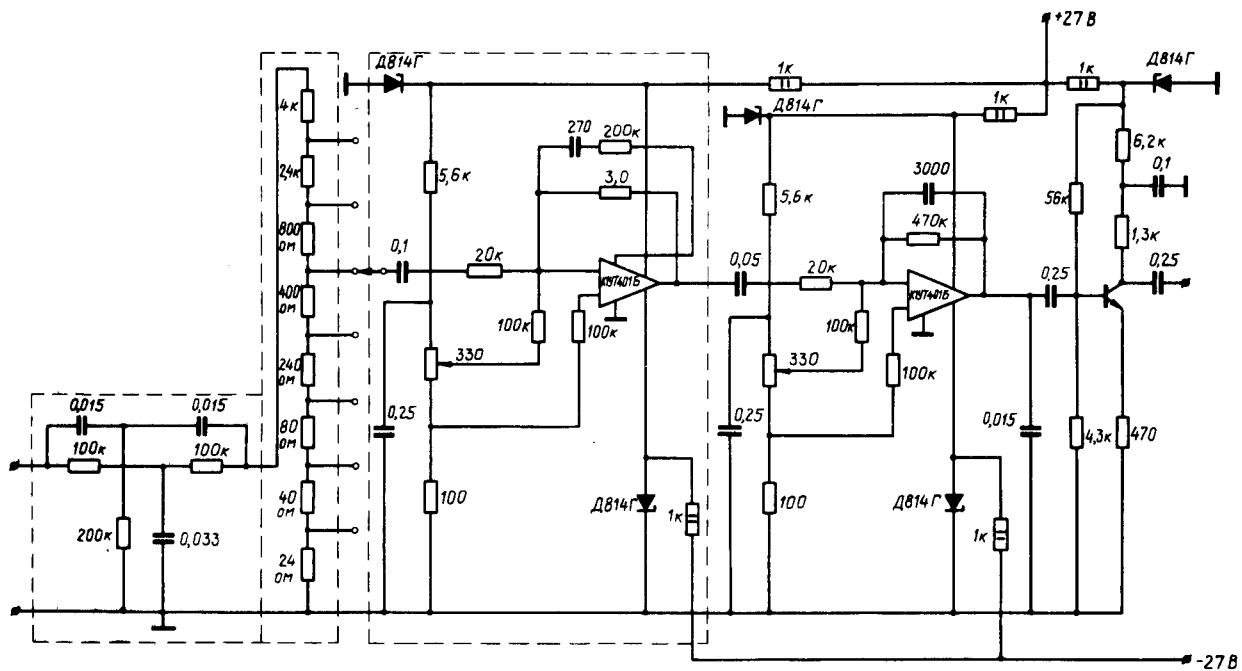 +27 В
Д814Г
1к
1к
Д814Г
4к
Д814Г
1к
270
200к
6,2к
2,4к
5,6к
3,0
3000
0,1
5,6к
56к
800
ом
470к
1,3к
0,1
20к
0,05
20к
0,25
0,25
К1УТ401Б
К1УТ401Б
400
ом
100к
100к
100к
330
330
240
ом
100к
0,015
0,015
0,25
0,25
0,015
80
ом
4,3к
470
100к
100к
40
ом
100
Д814Г
100
Д814Г
1к
1к
200к
0,033
24
ом
-27 В